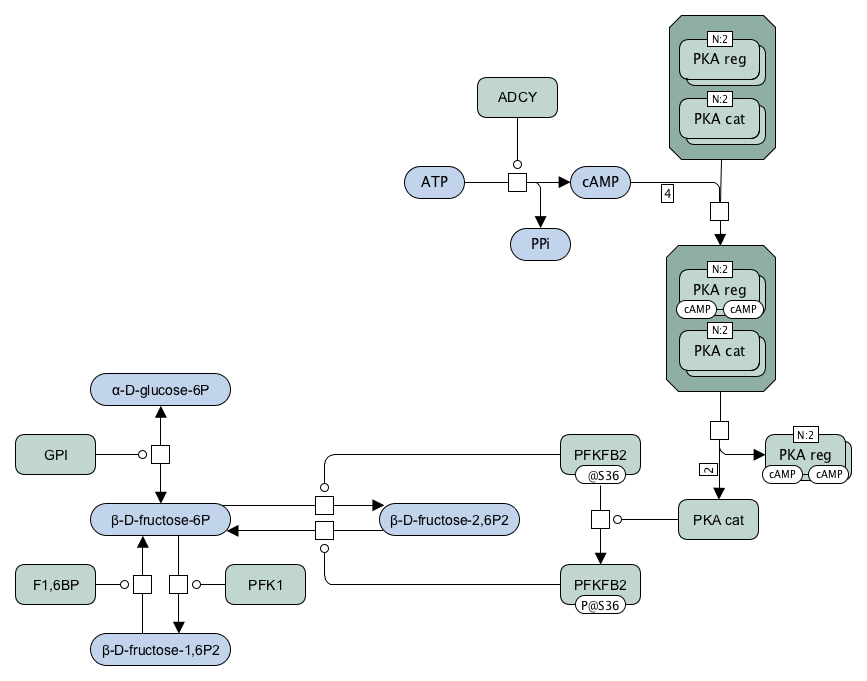 N:2
PKA reg
N:2
PKA cat
ADCY
ATP
cAMP
4
PPi
N:2
PKA reg
cAMP cAMP
N:2
PKA cat
α-D-glucose-6P
GPI
PFKFB2
@S36
N:2
PKA reg
cAMP cAMP
2
β-D-fructose-6P
β-D-fructose-2,6P2
PKA cat
F1,6BP
PFK1
PFKFB2
P@S36
β-D-fructose-1,6P2